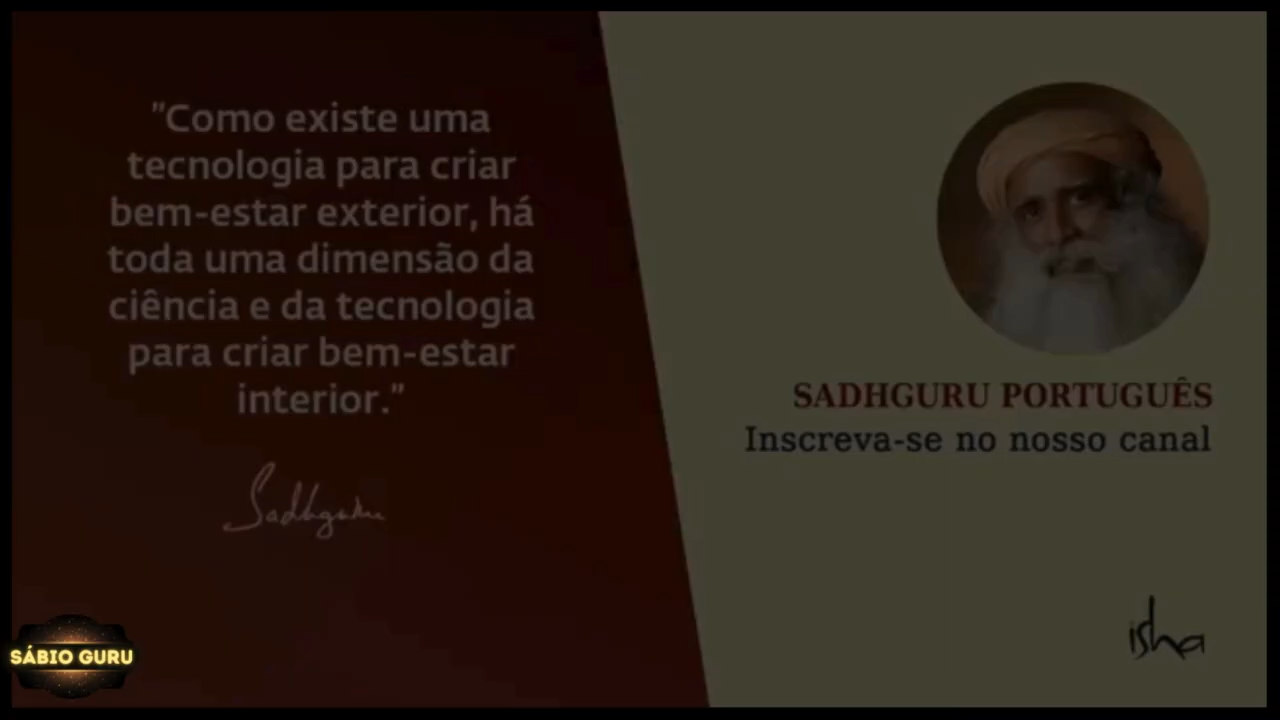 "Como existe uma
tecnologia para criar
bem-estar exterior, há
toda uma dimensão da
ciência e da tecnologia
para criar bem-estar
interior.”
Sadhguru
SADHGURU PORTUGUÊS
Inscreva-se no nosso canal
isha
SÁBIO GURU